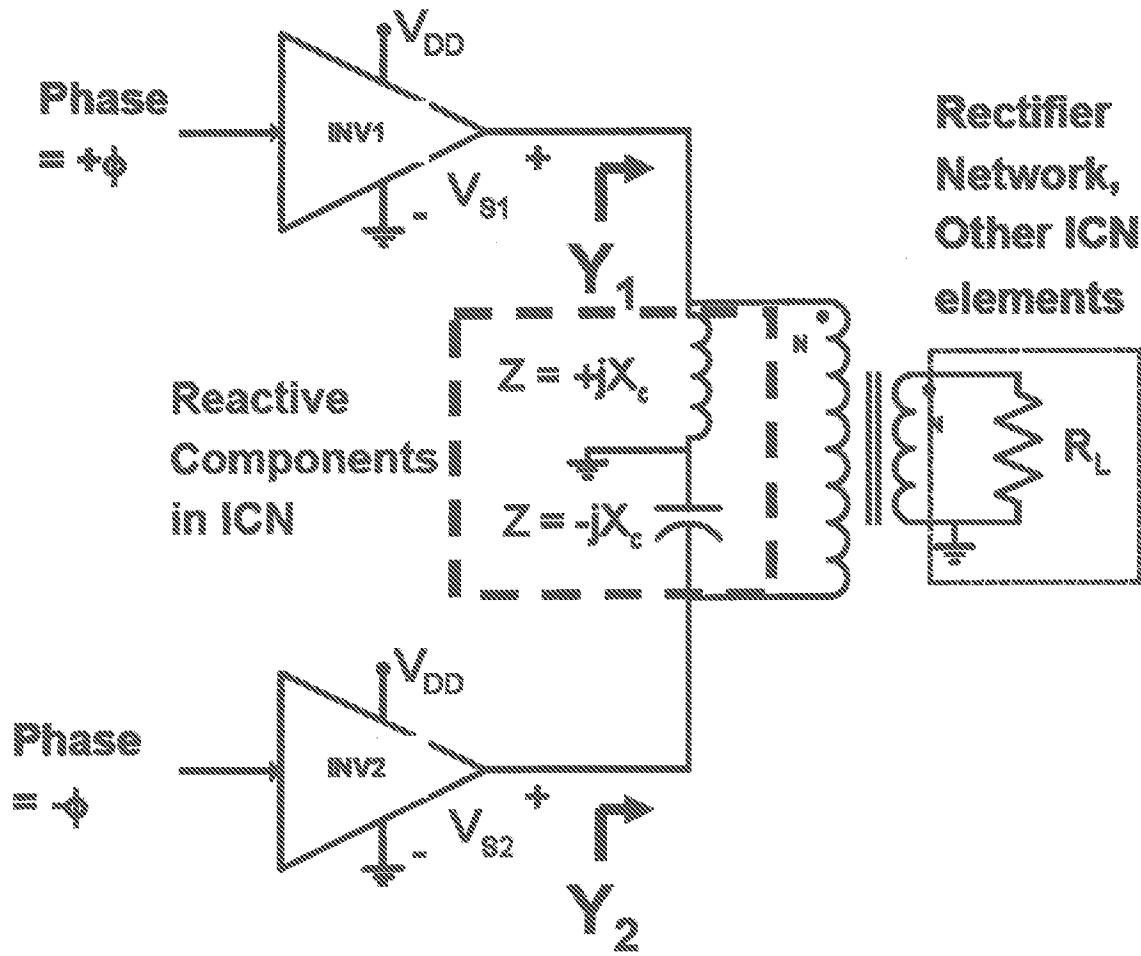 Phase
= +ϕ
V_DD
INV1
+
V_S1
-
Y_1
Rectifier
Network,
Other ICN
elements
Reactive
Components
in ICN
Z = +jX_c
Z = -jX_c
N
N
R_L
Phase
= -ϕ
V_DD
INV2
+
V_S2
-
Y_2